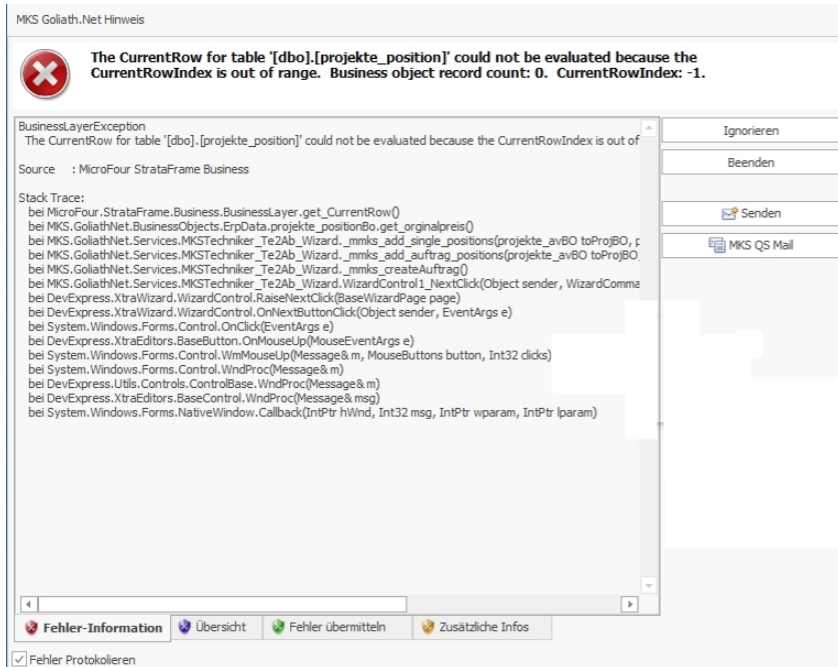 MKS Goliath.Net Hinweis
The CurrentRow for table '[dbo].[projekte_position]' could not be evaluated because the
CurrentRowIndex is out of range.  Business object record count: 0.  CurrentRowIndex: -1.
BusinessLayerException
The CurrentRow for table '[dbo].[projekte_position]' could not be evaluated because the CurrentRowIndex is out of
Source    : MicroFour StrataFrame Business
Stack Trace:
bei MicroFour.StrataFrame.Business.BusinessLayer.get_CurrentRow()
bei MKS.GoliathNet.BusinessObjects.ErpData.projekte_positionBo.get_orginalpreis()
bei MKS.GoliathNet.Services.MKSTechniker_Te2Ab_Wizard._mmks_add_single_positions(projekte_avBO toProjBO, p
bei MKS.GoliathNet.Services.MKSTechniker_Te2Ab_Wizard._mmks_add_auftrag_positions(projekte_avBO toProjBO,
bei MKS.GoliathNet.Services.MKSTechniker_Te2Ab_Wizard._mmks_createAuftrag()
bei MKS.GoliathNet.Services.MKSTechniker_Te2Ab_Wizard.WizardControl1_NextClick(Object sender, WizardComma
bei DevExpress.XtraWizard.WizardControl.RaiseNextClick(BaseWizardPage page)
bei DevExpress.XtraWizard.WizardControl.OnNextButtonClick(Object sender, EventArgs e)
bei System.Windows.Forms.Control.OnClick(EventArgs e)
bei DevExpress.XtraEditors.BaseButton.OnMouseUp(MouseEventArgs e)
bei System.Windows.Forms.Control.WmMouseUp(Message& m, MouseButtons button, Int32 clicks)
bei System.Windows.Forms.Control.WndProc(Message& m)
bei DevExpress.Utils.Controls.ControlBase.WndProc(Message& m)
bei DevExpress.XtraEditors.BaseControl.WndProc(Message& msg)
bei System.Windows.Forms.NativeWindow.Callback(IntPtr hWnd, Int32 msg, IntPtr wparam, IntPtr lparam)
Ignorieren
Beenden
Senden
MKS QS Mail
Fehler-Information
Übersicht
Fehler übermitteln
Zusätzliche Infos
Fehler Protokolieren